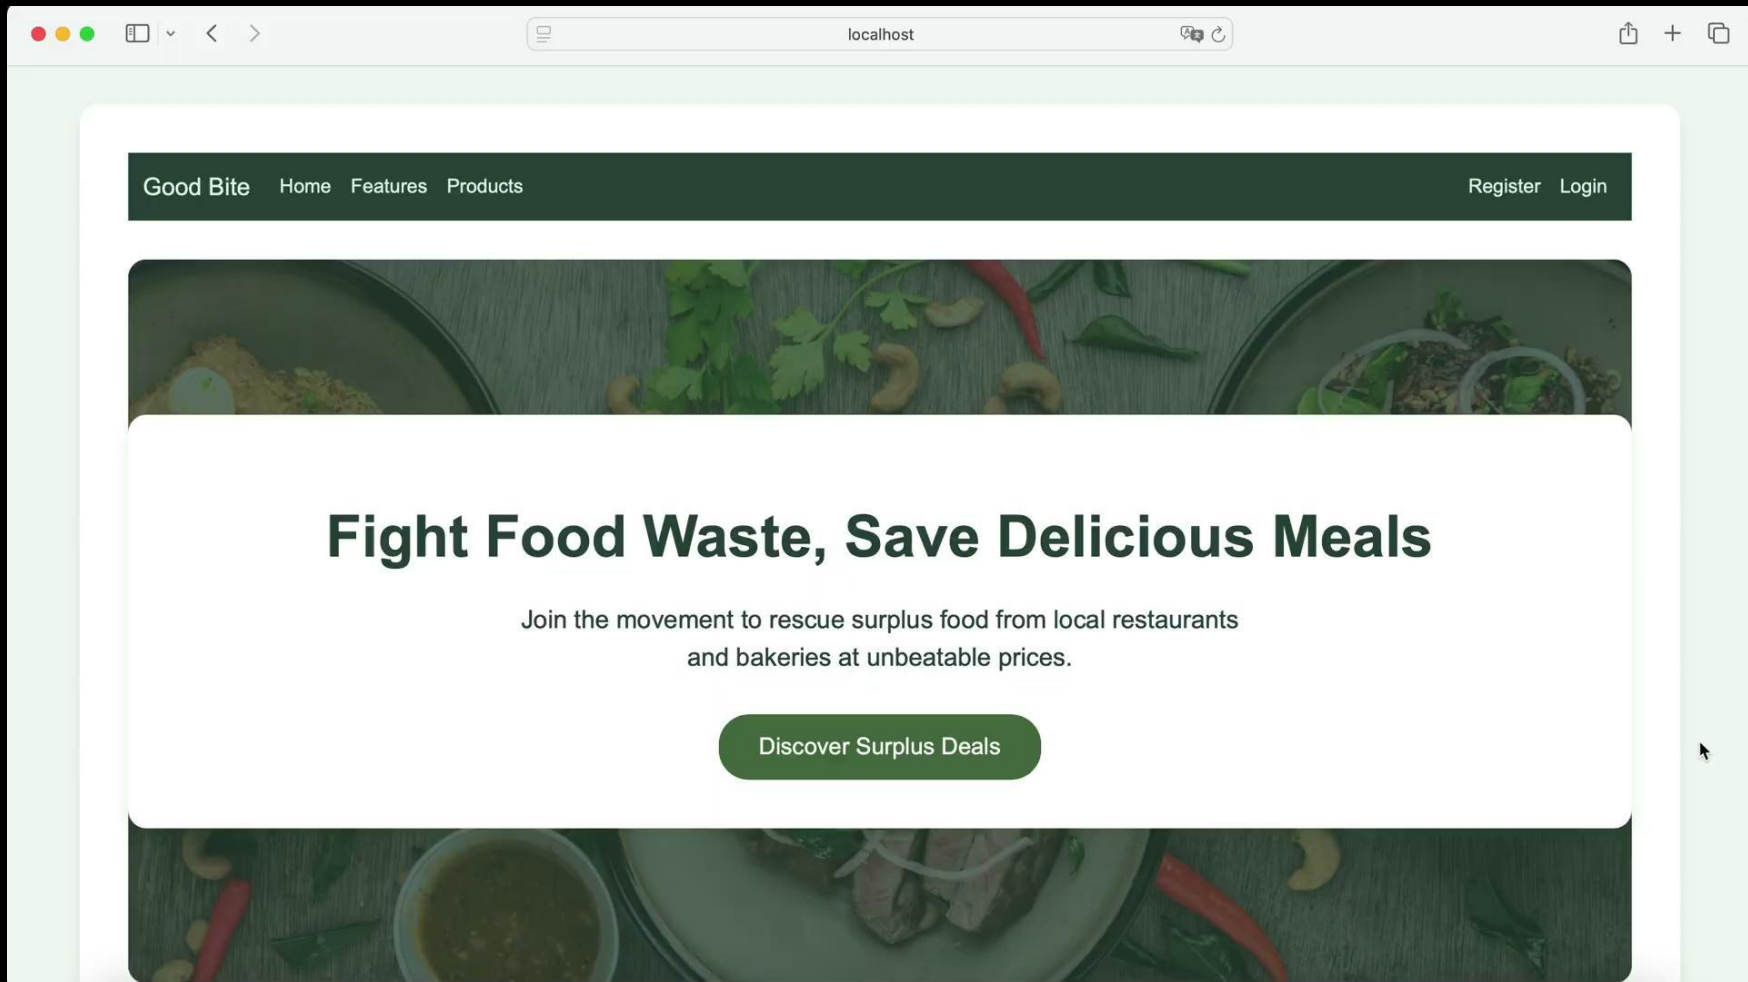 localhost
Good Bite Home Features Products Register Login
Fight Food Waste, Save Delicious Meals
Join the movement to rescue surplus food from local restaurants
and bakeries at unbeatable prices.
Discover Surplus Deals